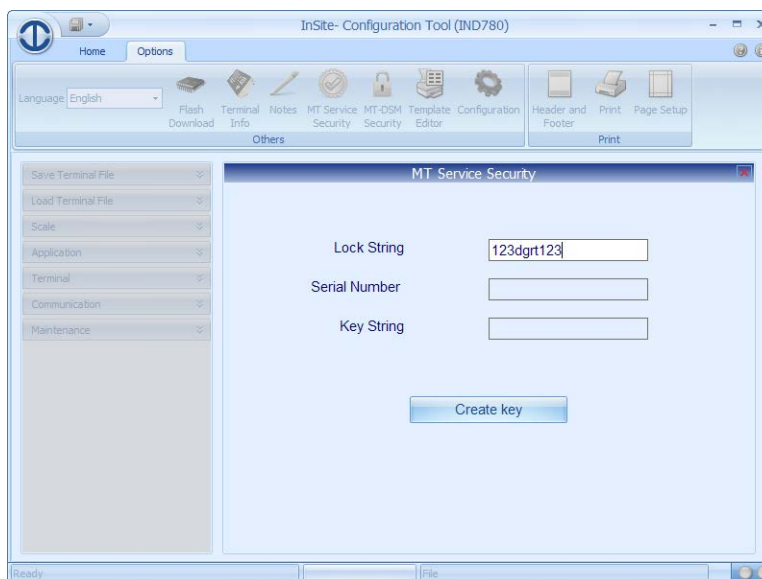 InSite- Configuration Tool (IND780)
Home Options
Language English
Flash Download
Terminal Info
Notes
MT Service Security
MT-DSM Security
Template Editor
Configuration
Header and Footer
Print
Page Setup
Others Print
Save Terminal File
Load Terminal File
Scale
Application
Terminal
Communication
Maintenance
MT Service Security
Lock String 123dgrt123
Serial Number
Key String
Create key
Ready File